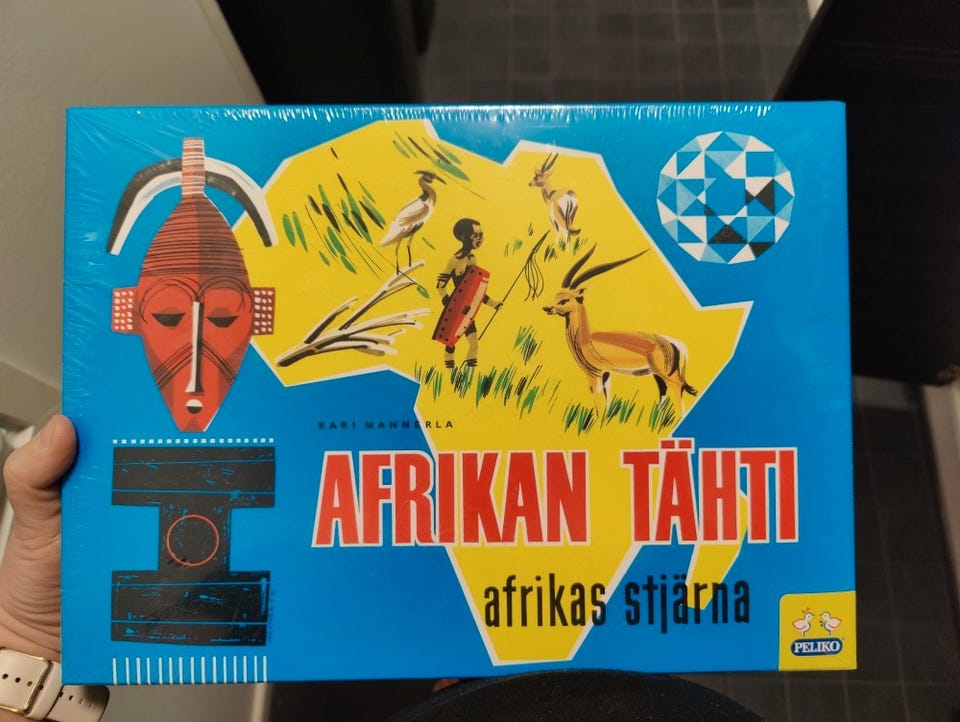 KARI MANNERLA
AFRIKAN TÄHTI
afrikas stjärna
PELIKO